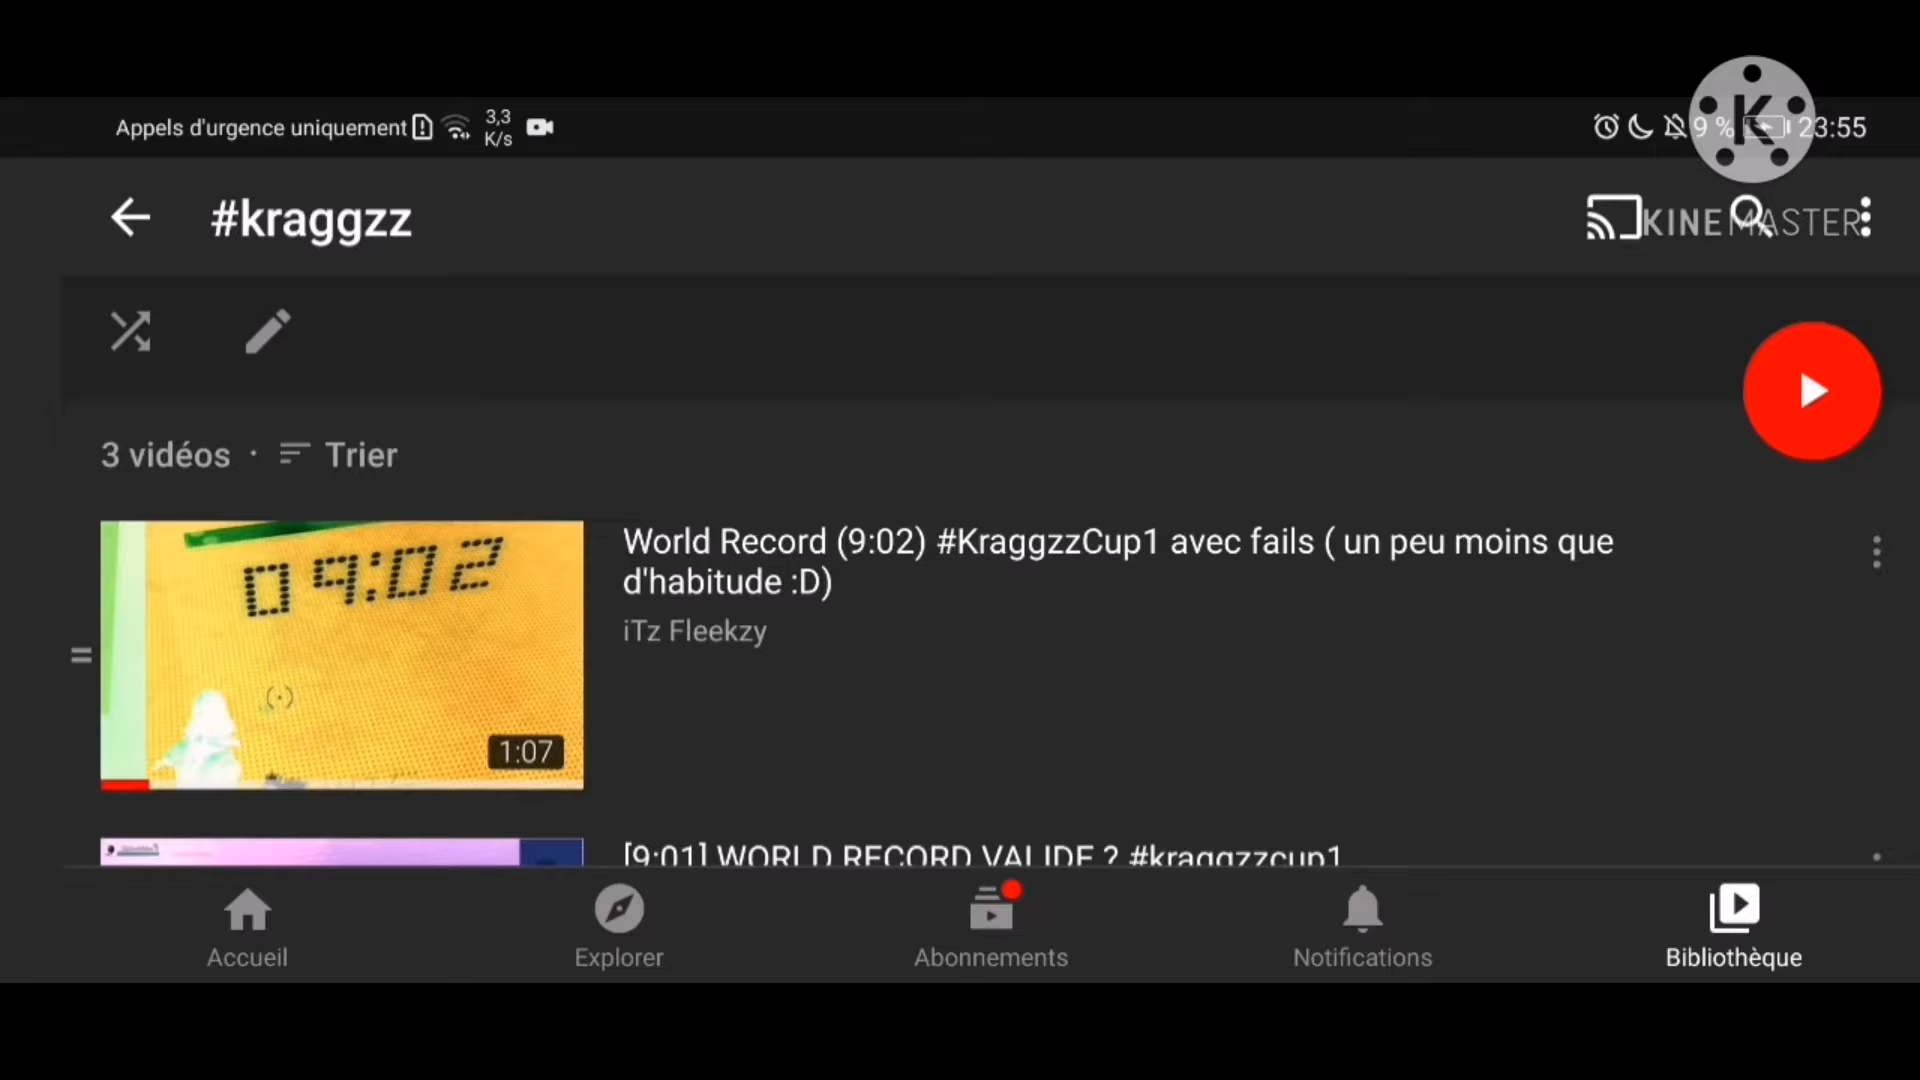 Appels d'urgence uniquement 3,3 K/s 9 % 23:55
K
#kraggzz
KINEMASTER
3 vidéos · Trier
09:02
1:07
World Record (9:02) #KraggzzCup1 avec fails ( un peu moins que
d'habitude :D)
iTz Fleekzy
[9:01] WORLD RECORD VALIDE ? #kraggzzcup1
Accueil
Explorer
Abonnements
Notifications
Bibliothèque